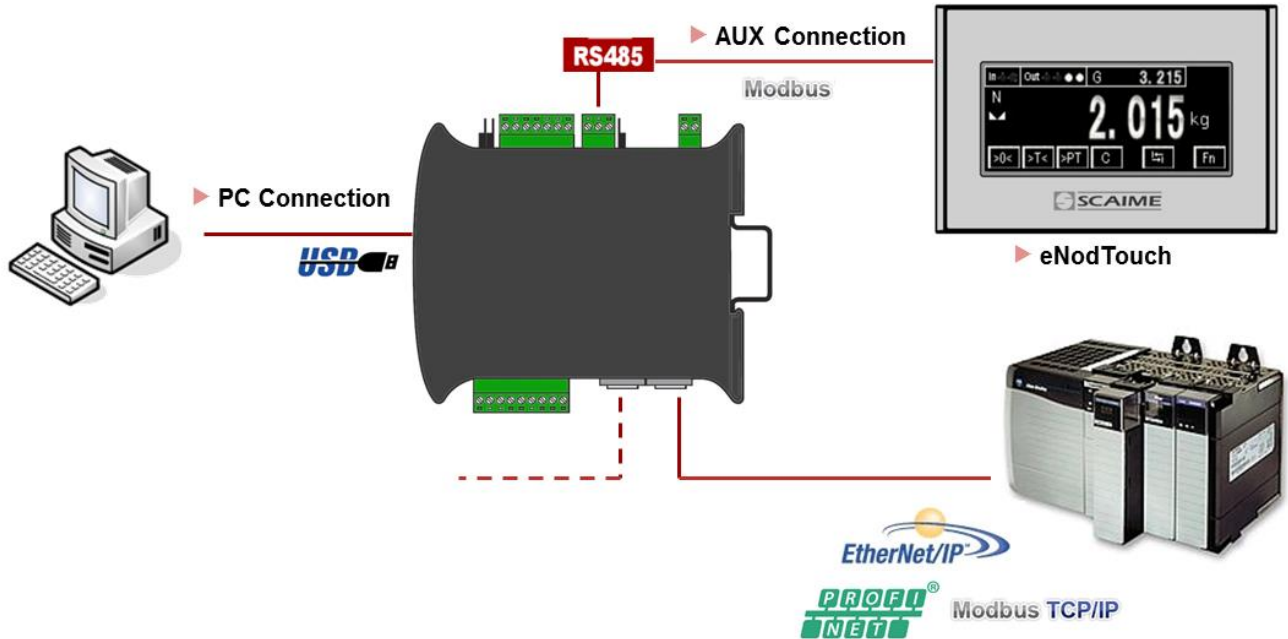 ▶ AUX Connection
RS485
Modbus
In Out G 3.215
N
2.015 kg
>0< >T< >PT C Fn
SCAIME
▶ eNodTouch
▶ PC Connection
USB
EtherNet/IP™
PROFI®
NET
Modbus TCP/IP